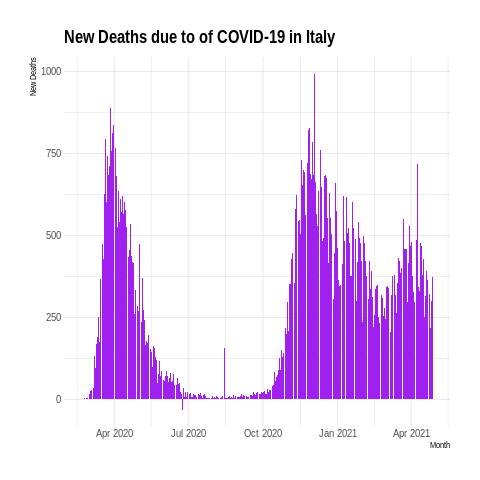 New Deaths due to of COVID-19 in Italy
New Deaths
1000
750
500
250
0
Apr 2020 Jul 2020 Oct 2020 Jan 2021 Apr 2021
Month